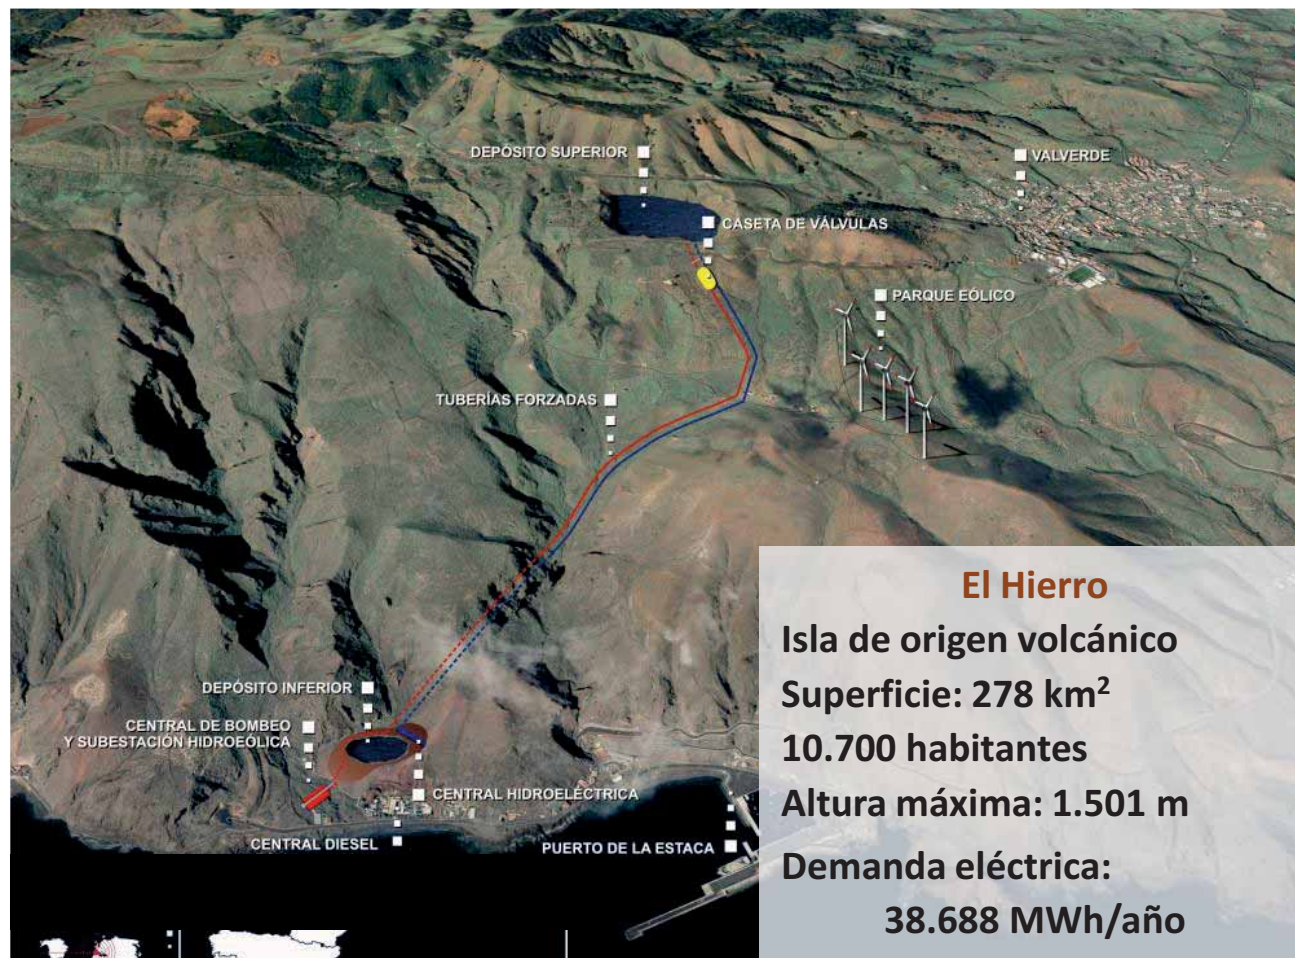 DEPÓSITO SUPERIOR
VALVERDE
CASETA DE VÁLVULAS
PARQUE EÓLICO
TUBERÍAS FORZADAS
DEPÓSITO INFERIOR
CENTRAL DE BOMBEO
Y SUBESTACIÓN HIDROEÓLICA
CENTRAL HIDROELÉCTRICA
CENTRAL DIESEL
PUERTO DE LA ESTACA
El Hierro
Isla de origen volcánico
Superficie: 278 km²
10.700 habitantes
Altura máxima: 1.501 m
Demanda eléctrica:
38.688 MWh/año